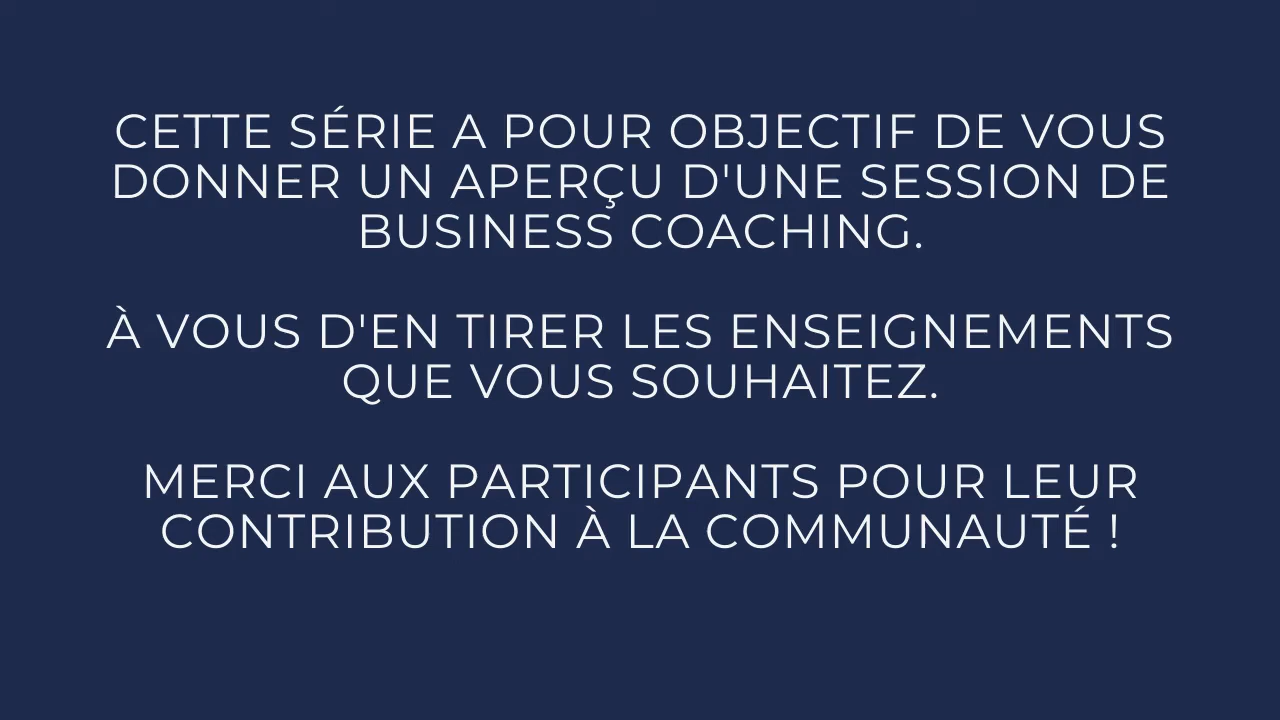 CETTE SÉRIE A POUR OBJECTIF DE VOUS
DONNER UN APERÇU D'UNE SESSION DE
BUSINESS COACHING.
À VOUS D'EN TIRER LES ENSEIGNEMENTS
QUE VOUS SOUHAITEZ.
MERCI AUX PARTICIPANTS POUR LEUR
CONTRIBUTION À LA COMMUNAUTÉ !